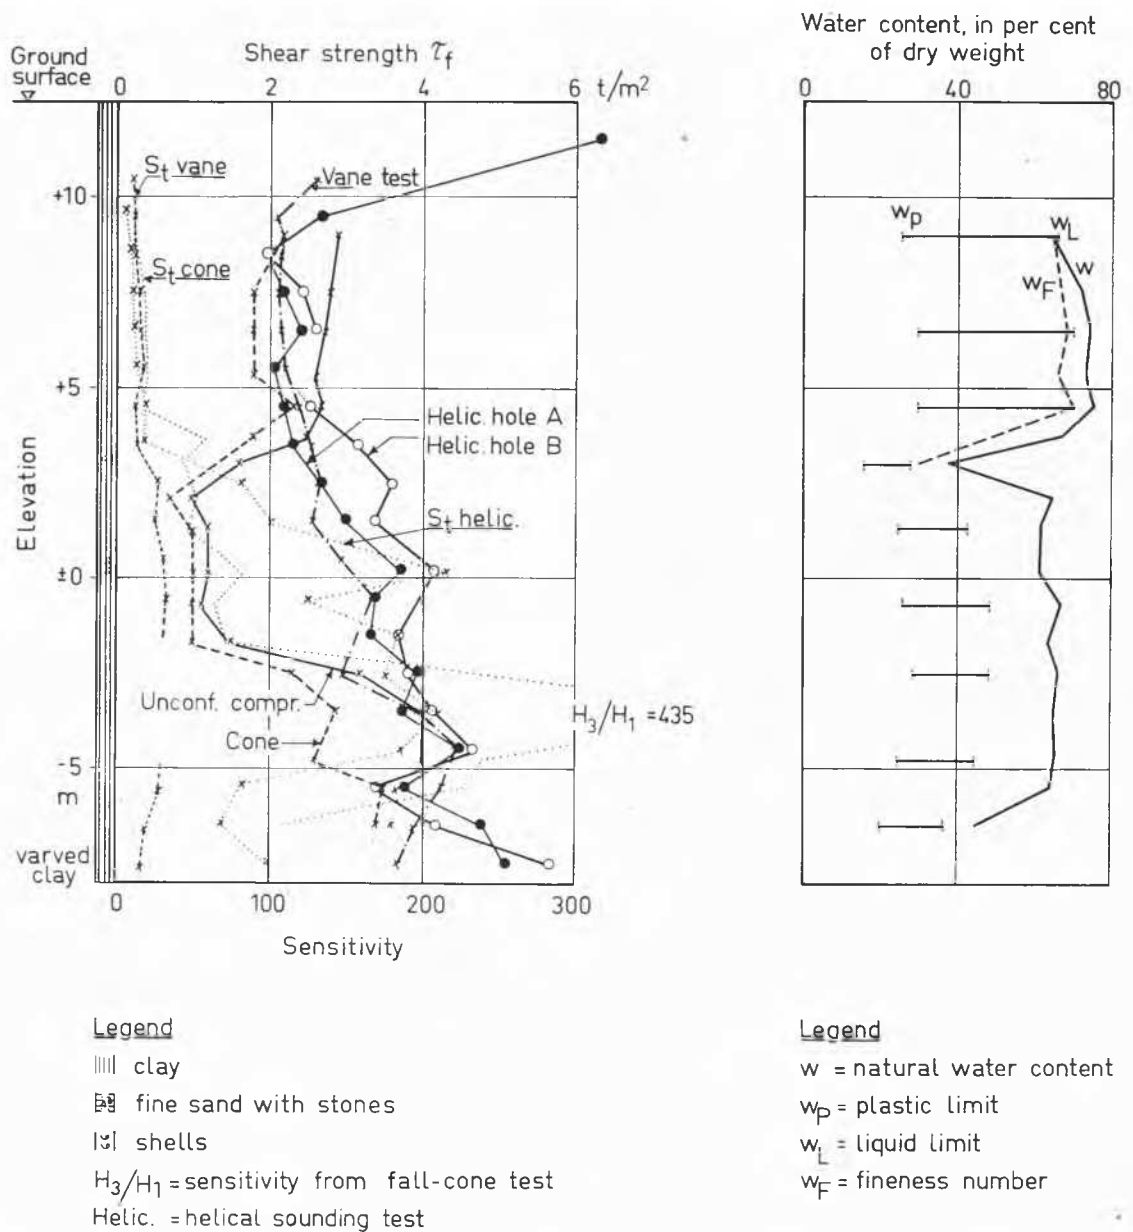 Water content, in per cent
of dry weight
Shear strength τf
Ground
surface
0 2 4 6 t/m²
0 40 80
St vane
Vane test
+10
wP
wL
w
St cone
wF
+5
Helic. hole A
Helic. hole B
Elevation
St helic.
±0
Unconf. compr.
H3/H1 = 435
Cone
-5
m
varved
clay
0 100 200 300
Sensitivity
Legend
clay
fine sand with stones
shells
H3/H1 = sensitivity from fall-cone test
Helic. = helical sounding test
Legend
w = natural water content
wP = plastic limit
wL = liquid limit
wF = fineness number